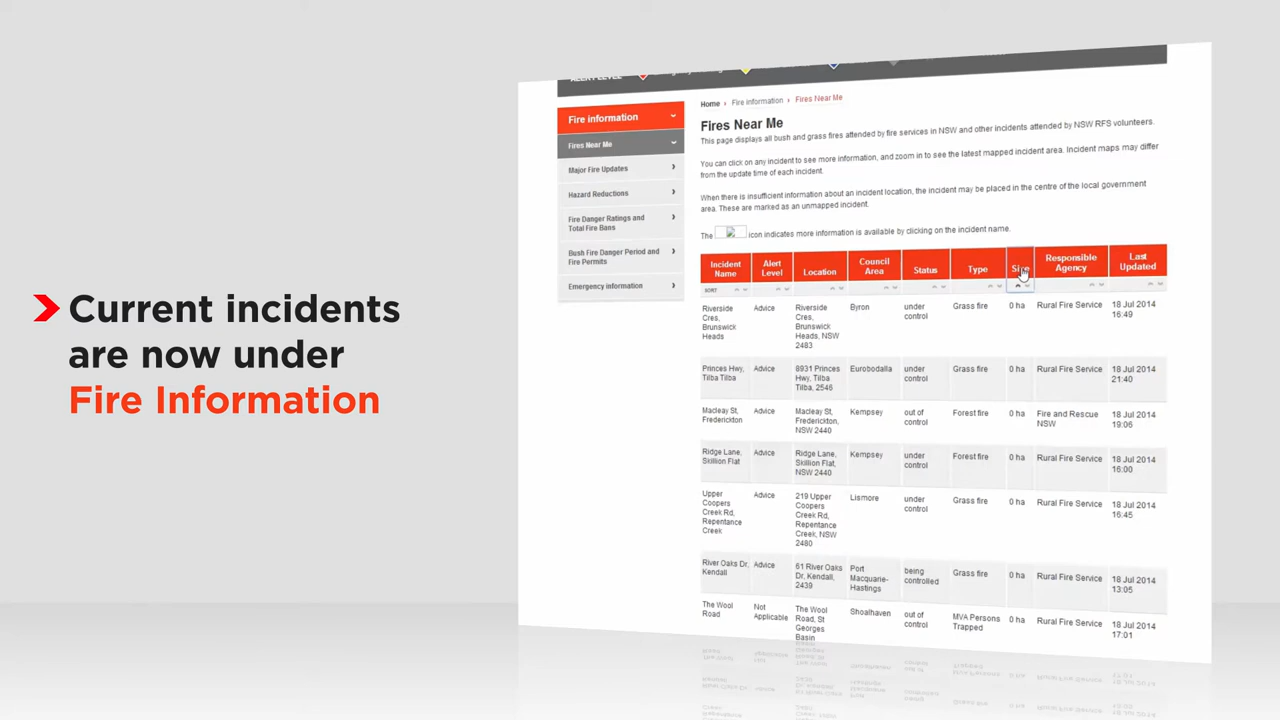 Current incidents
are now under
Fire Information
Fire information
Fires Near Me
Major Fire Updates
Hazard Reductions
Fire Danger Ratings and
Total Fire Bans
Bush Fire Danger Period and
Fire Permits
Emergency information
Home › Fire information › Fires Near Me
Fires Near Me
This page displays all bush and grass fires attended by fire services in NSW and other incidents attended by NSW RFS volunteers.
You can click on any incident to see more information, and zoom in to see the latest mapped incident area. Incident maps may differ
from the update time of each incident.
When there is insufficient information about an incident location, the incident may be placed in the centre of the local government
area. These are marked as an unmapped incident.
The icon indicates more information is available by clicking on the incident name.
Incident Name Alert Level Location Council Area Status Type Size Responsible Agency Last Updated
SORT
Riverside Cres, Brunswick Heads Advice Riverside Cres, Brunswick Heads, NSW 2483 Byron under control Grass fire 0 ha Rural Fire Service 18 Jul 2014 16:49
Princes Hwy, Tilba Tilba Advice 8931 Princes Hwy, Tilba Tilba, 2546 Eurobodalla under control Grass fire 0 ha Rural Fire Service 18 Jul 2014 21:40
Macleay St, Frederickton Advice Macleay St, Frederickton, NSW 2440 Kempsey out of control Forest fire 0 ha Fire and Rescue NSW 18 Jul 2014 19:06
Ridge Lane, Skillion Flat Advice Ridge Lane, Skillion Flat, NSW 2440 Kempsey under control Forest fire 0 ha Rural Fire Service 18 Jul 2014 16:00
Upper Coopers Creek Rd, Repentance Creek Advice 219 Upper Coopers Creek Rd, Repentance Creek, NSW 2480 Lismore under control Grass fire 0 ha Rural Fire Service 18 Jul 2014 16:45
River Oaks Dr, Kendall Advice 61 River Oaks Dr, Kendall, 2439 Port Macquarie-Hastings being controlled Grass fire 0 ha Rural Fire Service 18 Jul 2014 13:05
The Wool Road Not Applicable The Wool Road, St Georges Basin Shoalhaven out of control MVA Persons Trapped 0 ha Rural Fire Service 18 Jul 2014 17:01